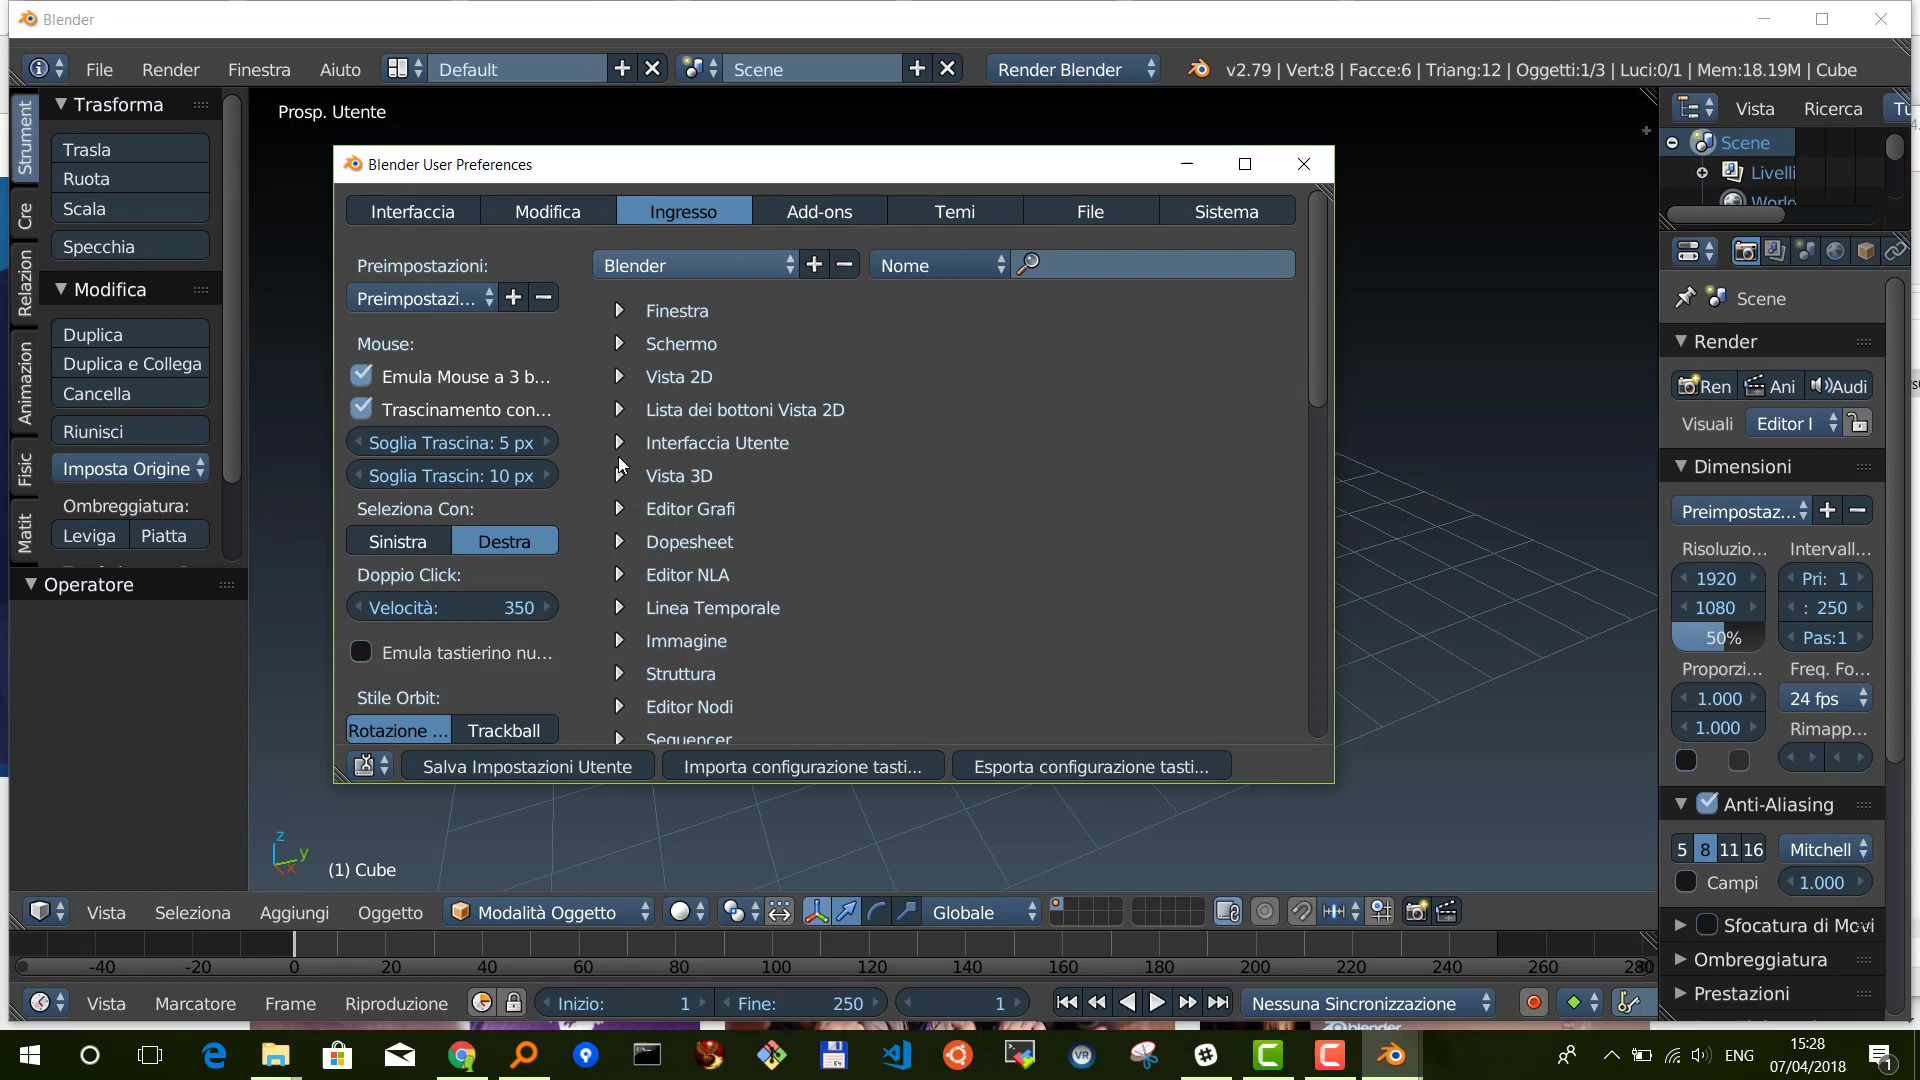 Blender
File Render Finestra Aiuto Default Scene Render Blender v2.79 | Vert:8 | Facce:6 | Triang:12 | Oggetti:1/3 | Luci:0/1 | Mem:18.19M | Cube
Strument
Cre
Relazion
Animazion
Fisic
Matit
Trasforma
Trasla
Ruota
Scala
Specchia
Modifica
Duplica
Duplica e Collega
Cancella
Riunisci
Imposta Origine
Ombreggiatura:
Leviga Piatta
Operatore
Prosp. Utente
Blender User Preferences
Interfaccia Modifica Ingresso Add-ons Temi File Sistema
Preimpostazioni:
Preimpostazi...
Mouse:
Emula Mouse a 3 b...
Trascinamento con...
Soglia Trascina: 5 px
Soglia Trascin: 10 px
Seleziona Con:
Sinistra Destra
Doppio Click:
Velocità: 350
Emula tastierino nu...
Stile Orbit:
Rotazione ... Trackball
Blender Nome
Finestra
Schermo
Vista 2D
Lista dei bottoni Vista 2D
Interfaccia Utente
Vista 3D
Editor Grafi
Dopesheet
Editor NLA
Linea Temporale
Immagine
Struttura
Editor Nodi
Sequencer
Salva Impostazioni Utente Importa configurazione tasti... Esporta configurazione tasti...
z
y
x
(1) Cube
Vista Ricerca Tu
Scene
Livelli
World
Scene
Render
Ren Ani Audi
Visuali Editor I
Dimensioni
Preimpostaz...
Risoluzio... Intervall...
1920 Pri: 1
1080 : 250
50% Pas:1
Proporzi... Freq. Fo...
1.000 24 fps
1.000 Rimapp...
Anti-Aliasing
5 8 11 16 Mitchell
Campi 1.000
Sfocatura di Movi
Ombreggiatura
Prestazioni
Vista Seleziona Aggiungi Oggetto Modalità Oggetto Globale
-40 -20 0 20 40 60 80 100 120 140 160 180 200 220 240 260 280
Vista Marcatore Frame Riproduzione Inizio: 1 Fine: 250 1 Nessuna Sincronizzazione
blender
64
VR
ENG
15:28
07/04/2018
1